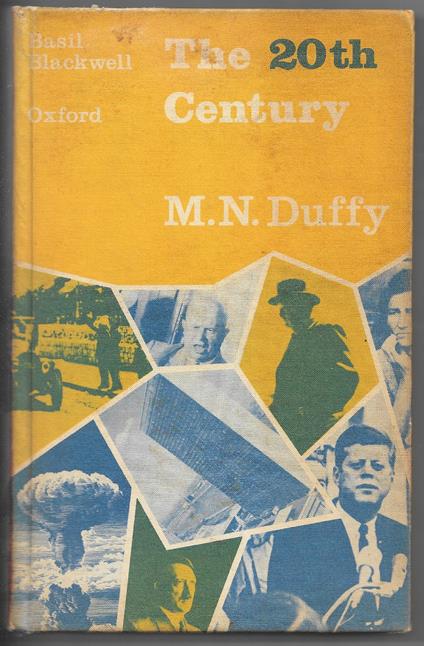 Basil
Blackwell
Oxford
The 20th
Century
M.N. Duffy